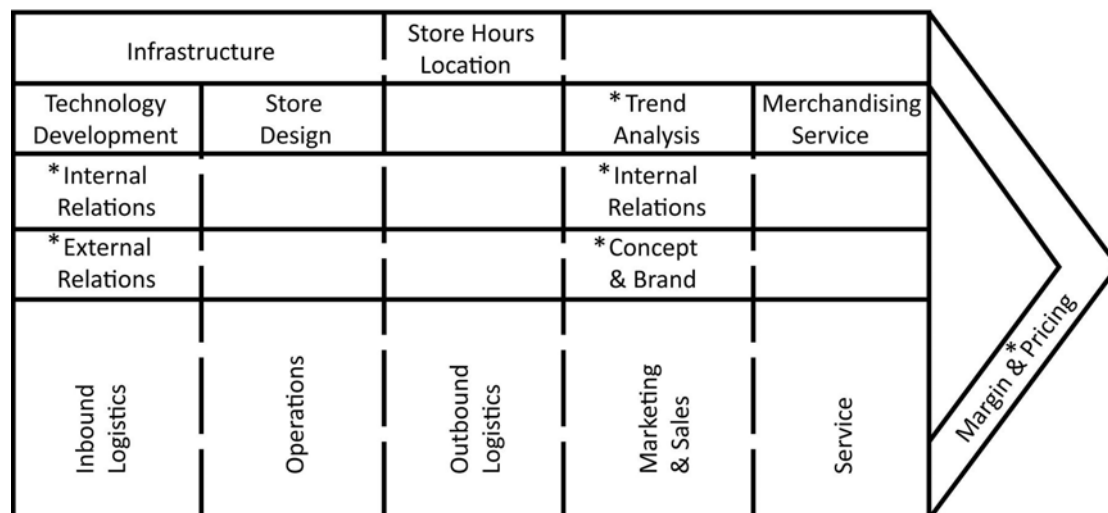 Infrastructure
Store Hours
Location
Technology
Development
Store
Design
*Trend
Analysis
Merchandising
Service
*Internal
Relations
*Internal
Relations
*External
Relations
*Concept
& Brand
Inbound
Logistics
Operations
Outbound
Logistics
Marketing
& Sales
Service
Margin & *Pricing